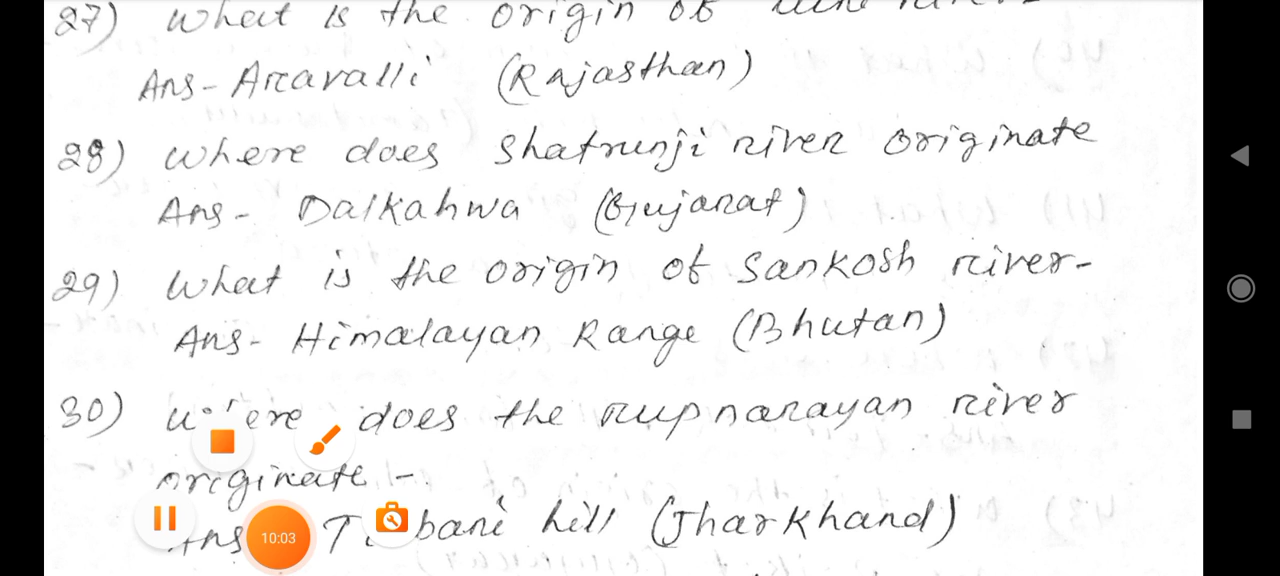 27) What is the origin of
Ans- Aravalli (Rajasthan)
28) Where does Shatrunji river originate
Ans- Dalkahwa (Gujarat)
29) What is the origin of Sankosh river-
Ans- Himalayan Range (Bhutan)
30) does the rupnarayan river
originate -
Ans bani hill (Jharkhand)
10:03